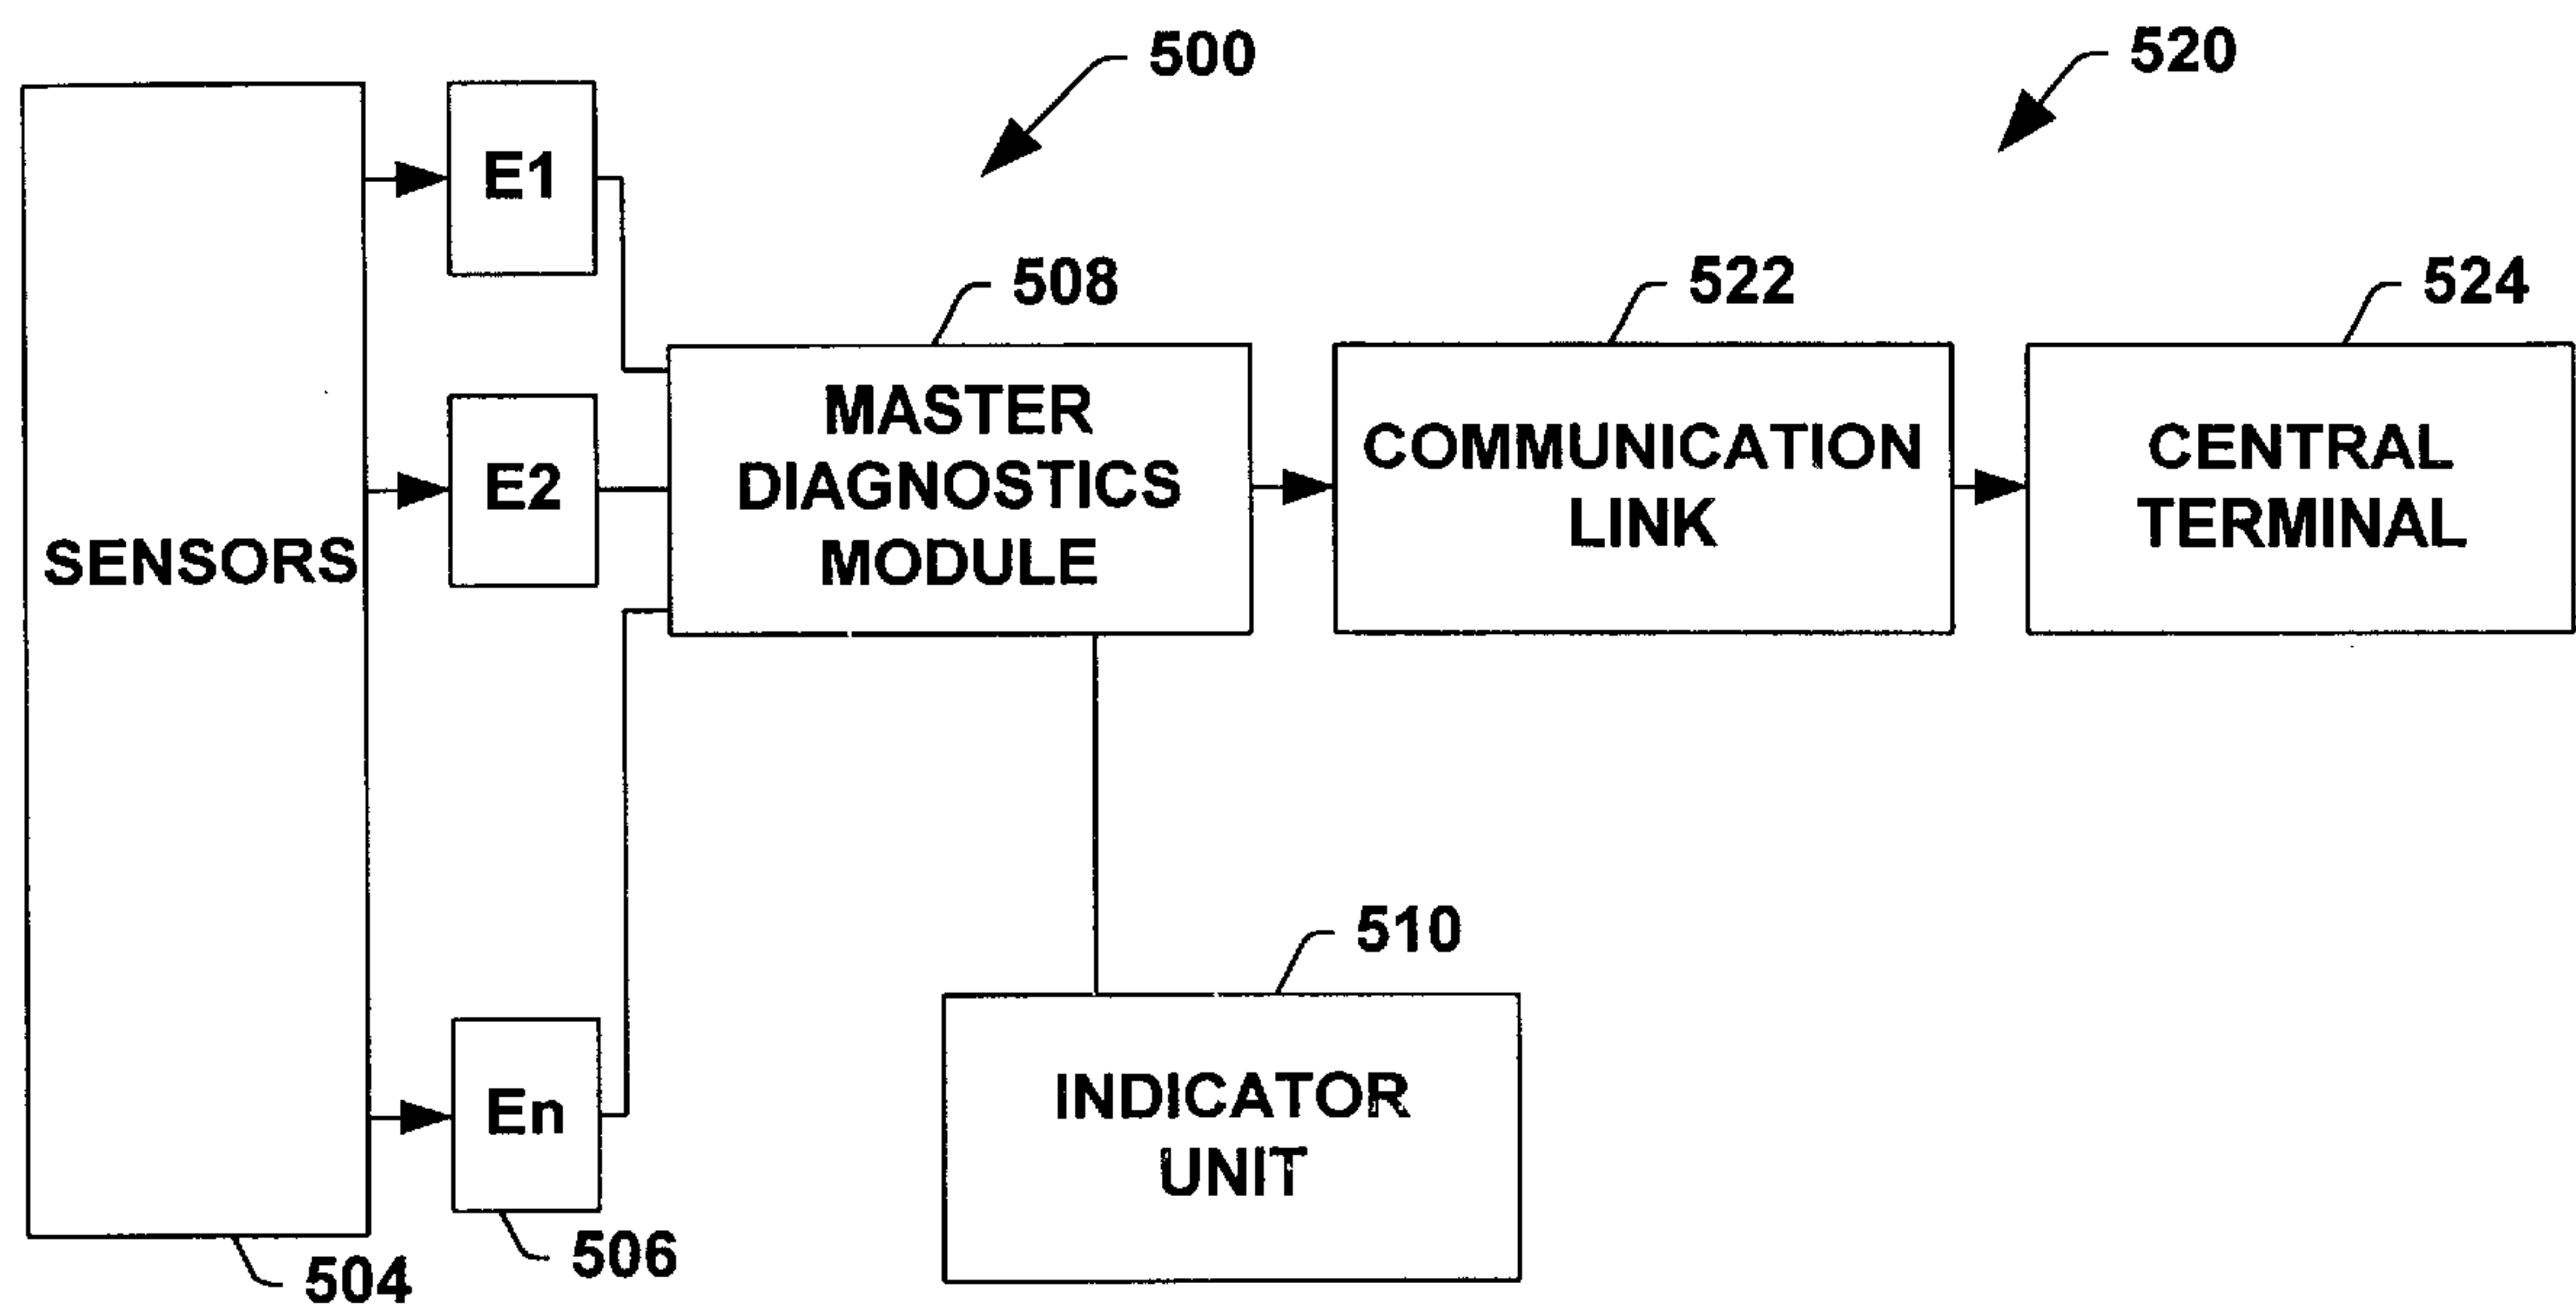 500
520
E1
508
522
524
MASTER
DIAGNOSTICS
MODULE
COMMUNICATION
LINK
CENTRAL
TERMINAL
E2
SENSORS
510
En
INDICATOR
UNIT
506
504